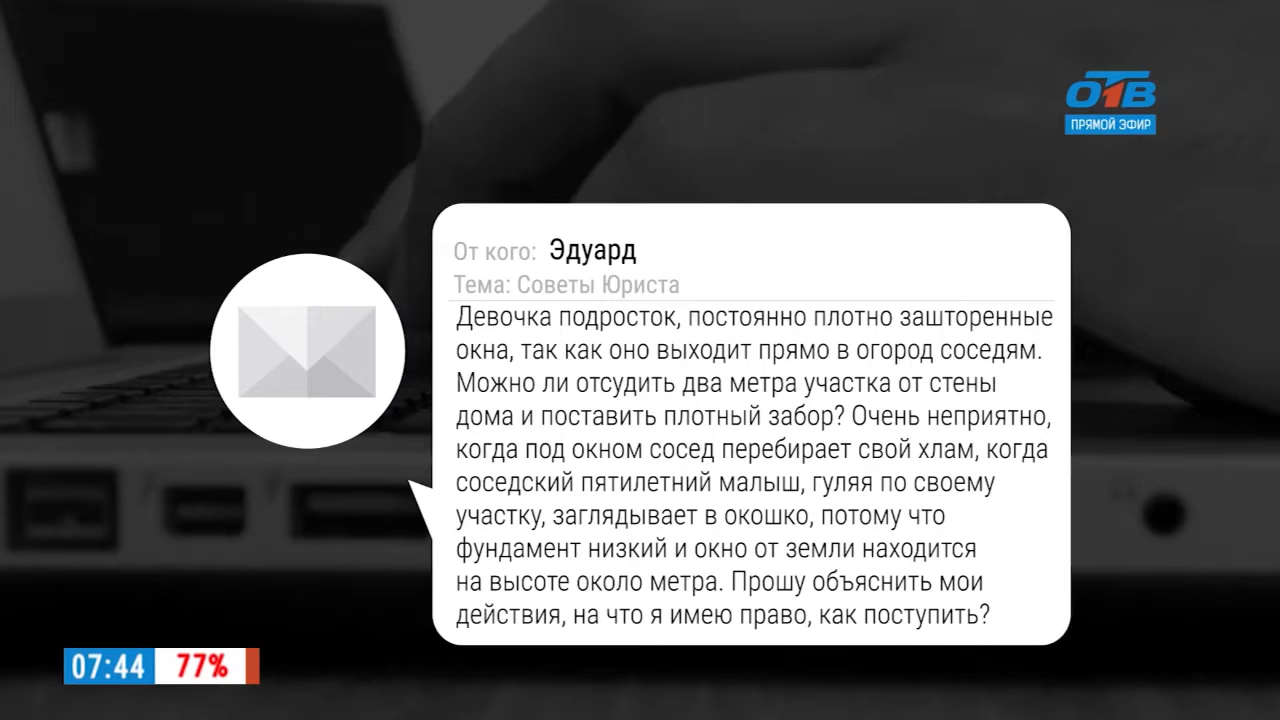 ОТВ
ПРЯМОЙ ЭФИР
От кого: Эдуард
Тема: Советы Юриста
Девочка подросток, постоянно плотно зашторенные
окна, так как оно выходит прямо в огород соседям.
Можно ли отсудить два метра участка от стены
дома и поставить плотный забор? Очень неприятно,
когда под окном сосед перебирает свой хлам, когда
соседский пятилетний малыш, гуляя по своему
участку, заглядывает в окошко, потому что
фундамент низкий и окно от земли находится
на высоте около метра. Прошу объяснить мои
действия, на что я имею право, как поступить?
07:44 77%